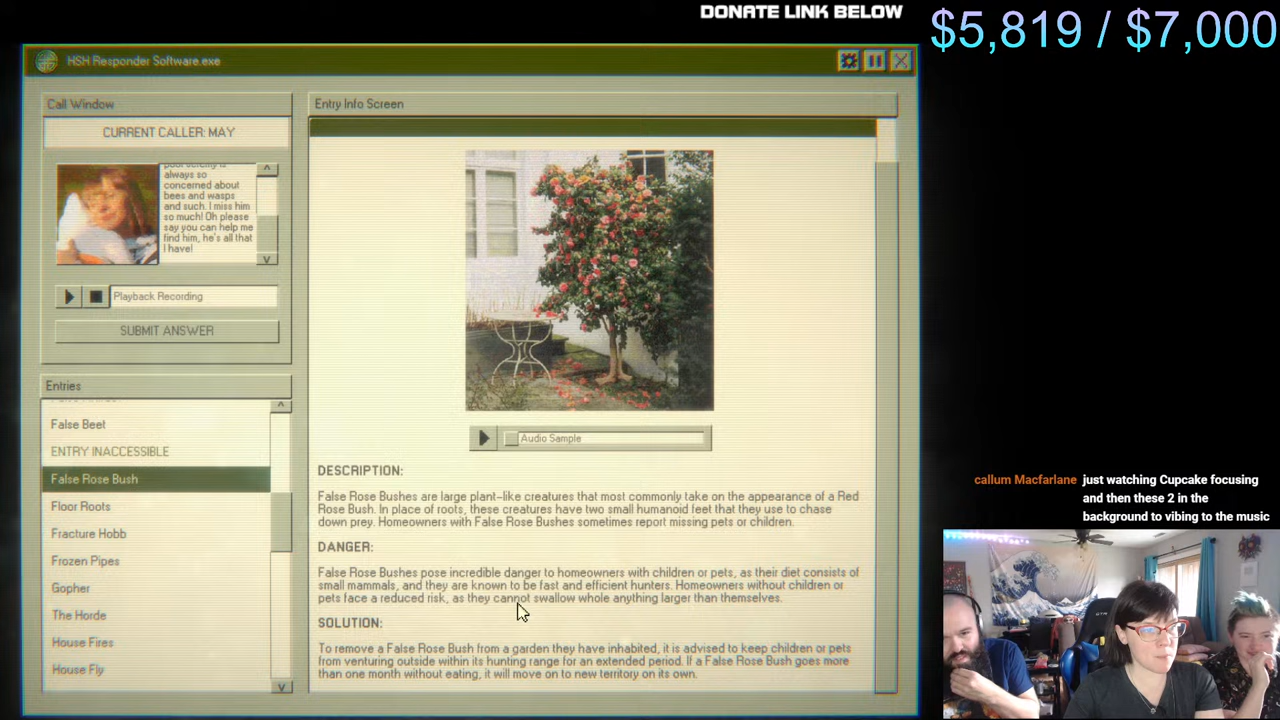 DONATE LINK BELOW
$5,819 / $7,000
HSH Responder Software.exe
Call Window
CURRENT CALLER: MAY
always so
concerned about
bees and wasps
and such. I miss him
so much! Oh please
say you can help me
find him, he's all that
I have!
Playback Recording
SUBMIT ANSWER
Entries
False Beet
ENTRY INACCESSIBLE
False Rose Bush
Floor Roots
Fracture Hobb
Frozen Pipes
Gopher
The Horde
House Fires
House Fly
Entry Info Screen
Audio Sample
DESCRIPTION:
False Rose Bushes are large plant-like creatures that most commonly take on the appearance of a Red
Rose Bush. In place of roots, these creatures have two small humanoid feet that they use to chase
down prey. Homeowners with False Rose Bushes sometimes report missing pets or children.
DANGER:
False Rose Bushes pose incredible danger to homeowners with children or pets, as their diet consists of
small mammals, and they are known to be fast and efficient hunters. Homeowners without children or
pets face a reduced risk, as they cannot swallow whole anything larger than themselves.
SOLUTION:
To remove a False Rose Bush from a garden they have inhabited, it is advised to keep children or pets
from venturing outside within its hunting range for an extended period. If a False Rose Bush goes more
than one month without eating, it will move on to new territory on its own.
callum Macfarlane just watching Cupcake focusing
and then these 2 in the
background to vibing to the music